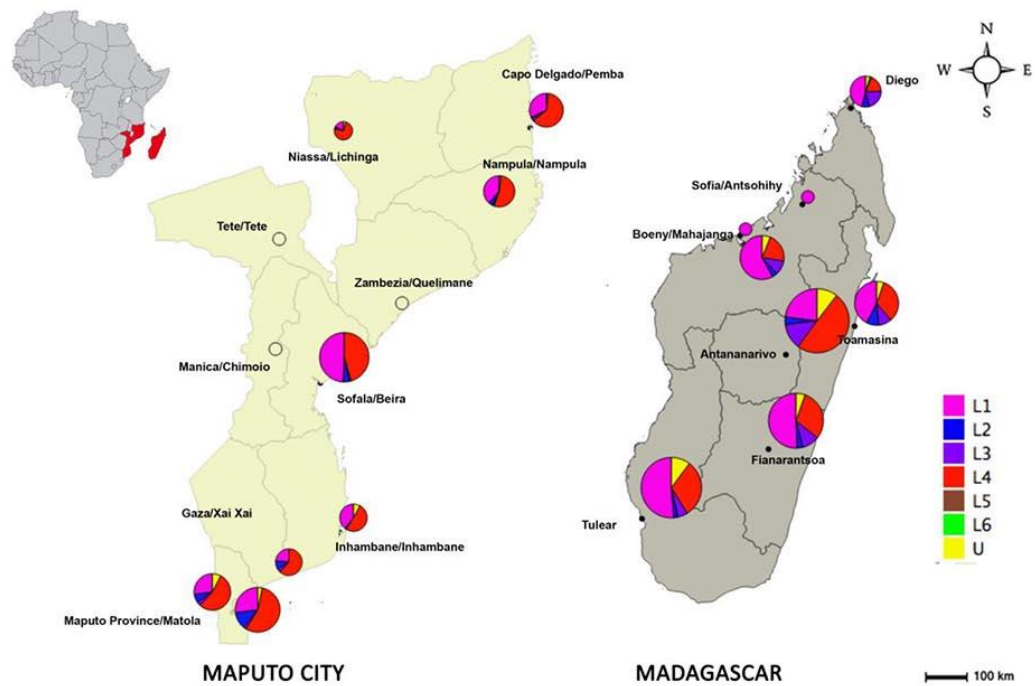 Capo Delgado/Pemba
Niassa/Lichinga
Nampula/Nampula
Tete/Tete
Zambezia/Quelimane
Manica/Chimoio
Sofala/Beira
Gaza/Xai Xai
Inhambane/Inhambane
Maputo Province/Matola
MAPUTO CITY
N
W
E
S
Diego
Sofia/Antsohihy
Boeny/Mahajanga
Toamasina
Antananarivo
Fianarantsoa
Tulear
MADAGASCAR
L1
L2
L3
L4
L5
L6
U
100 km